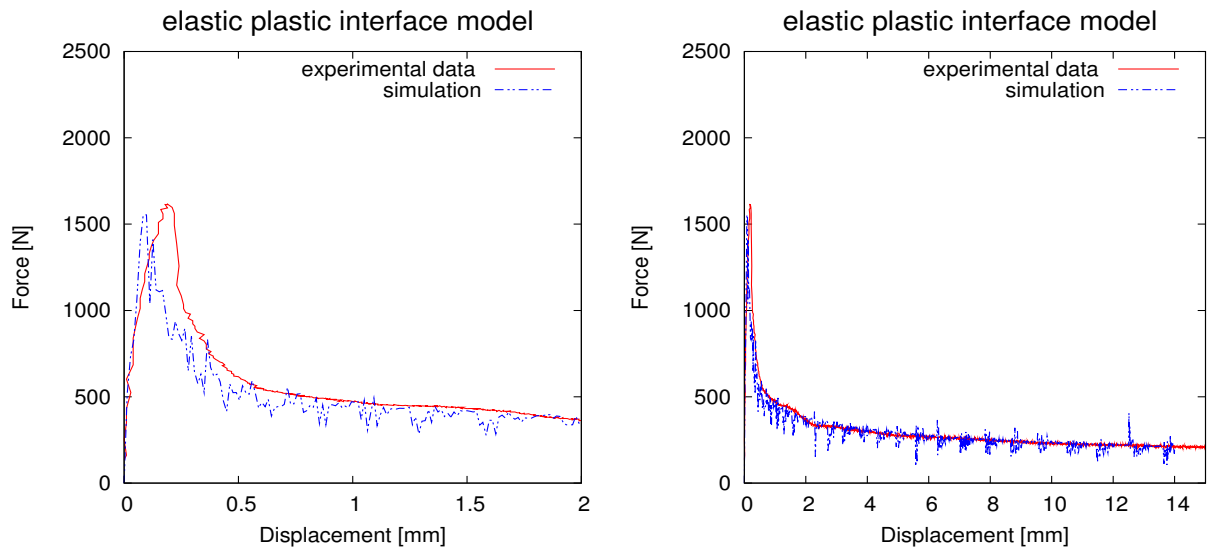 elastic plastic interface model
2500
2000
1500
1000
500
0
Force [N]
experimental data
simulation
0
0.5
1
1.5
2
Displacement [mm]
elastic plastic interface model
2500
2000
1500
1000
500
0
Force [N]
experimental data
simulation
0
2
4
6
8
10
12
14
Displacement [mm]